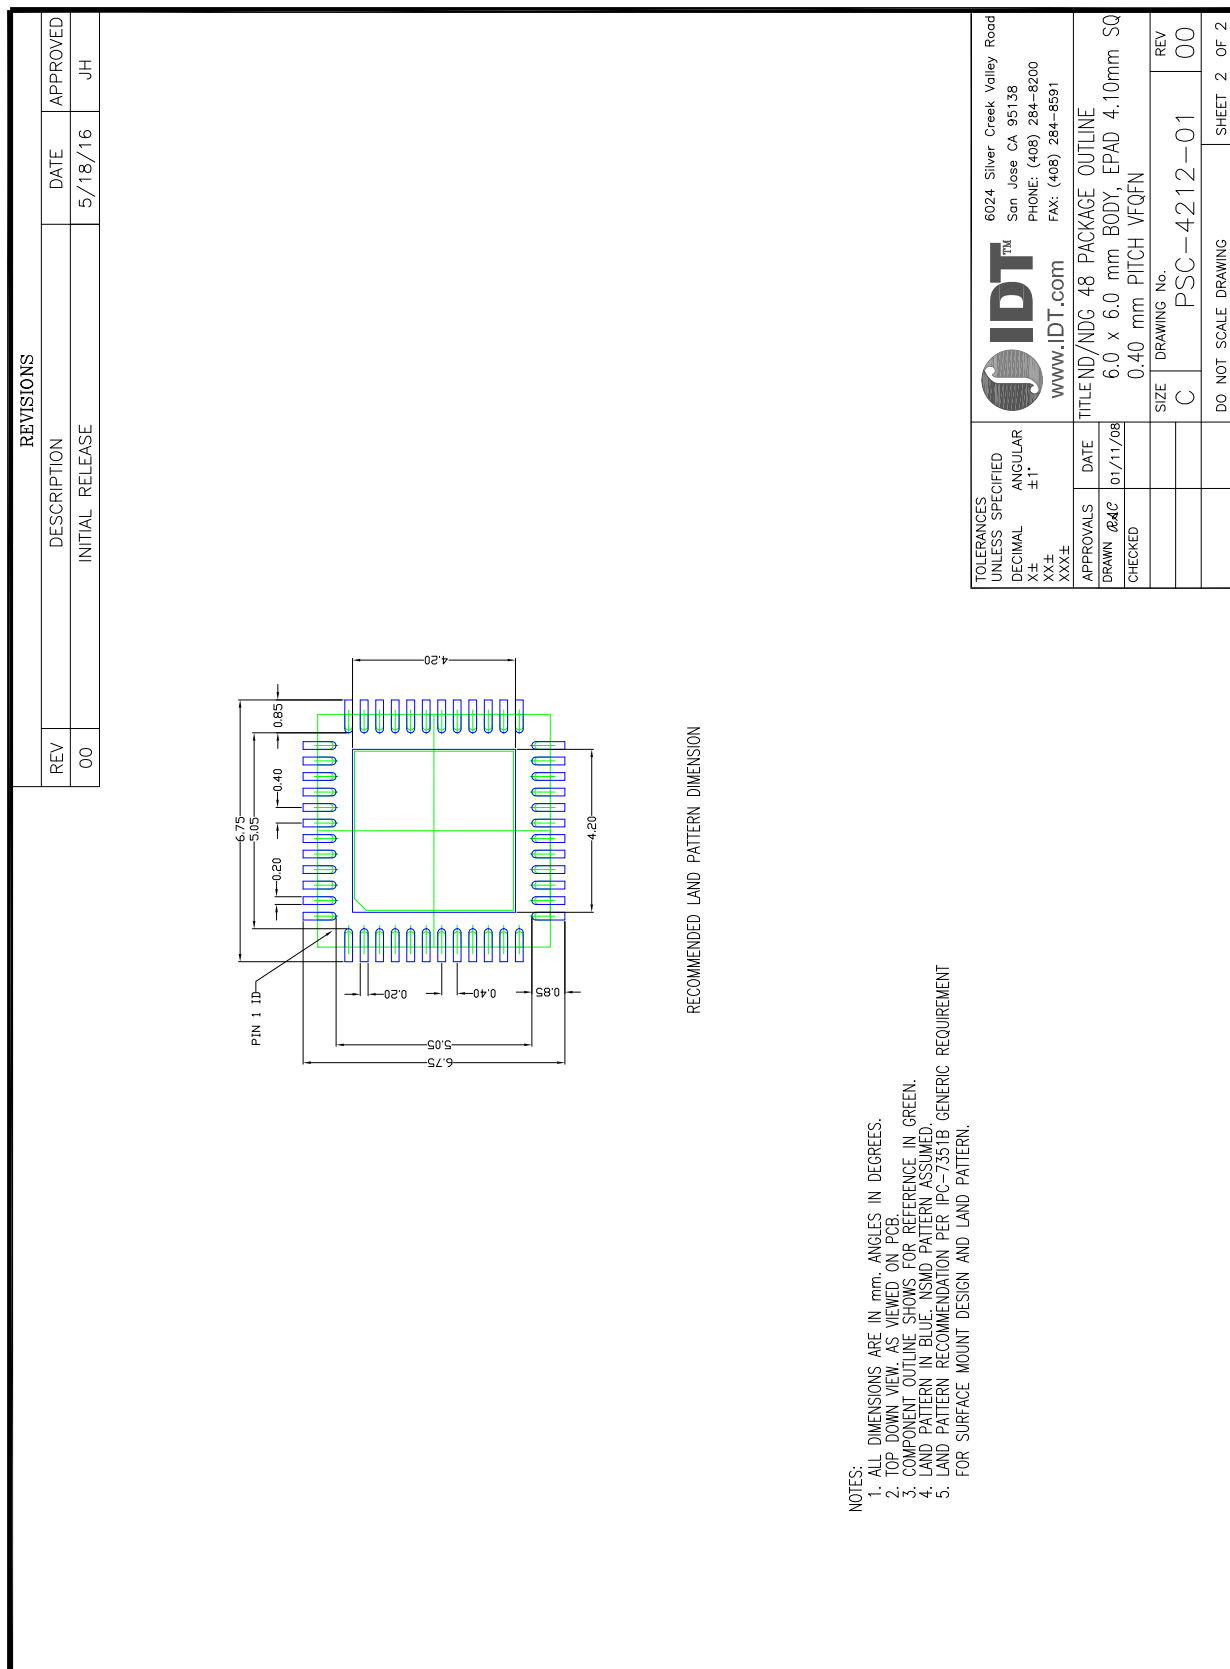 REVISIONS
REV DESCRIPTION DATE APPROVED
00 INITIAL RELEASE 5/18/16 JH
6.75
5.05
0.20
0.40
0.85
4.20
PIN 1 ID
4.20
0.20
0.40
0.85
5.05
6.75
RECOMMENDED LAND PATTERN DIMENSION
NOTES:
1. ALL DIMENSIONS ARE IN mm. ANGLES IN DEGREES.
2. TOP DOWN VIEW. AS VIEWED ON PCB.
3. COMPONENT OUTLINE SHOWS FOR REFERENCE IN GREEN.
4. LAND PATTERN IN BLUE. NSMD PATTERN ASSUMED.
5. LAND PATTERN RECOMMENDATION PER IPC-7351B GENERIC REQUIREMENT
FOR SURFACE MOUNT DESIGN AND LAND PATTERN.
TOLERANCES
UNLESS SPECIFIED
DECIMAL ANGULAR
X± ±1°
XX±
XXX±
IDT™
www.IDT.com
6024 Silver Creek Valley Road
San Jose CA 95138
PHONE: (408) 284-8200
FAX: (408) 284-8591
APPROVALS DATE
DRAWN RAC 01/11/08
CHECKED
TITLE ND/NDG 48 PACKAGE OUTLINE
6.0 x 6.0 mm BODY, EPAD 4.10mm SQ
0.40 mm PITCH VFQFN
SIZE DRAWING No. REV
C PSC-4212-01 00
DO NOT SCALE DRAWING SHEET 2 OF 2